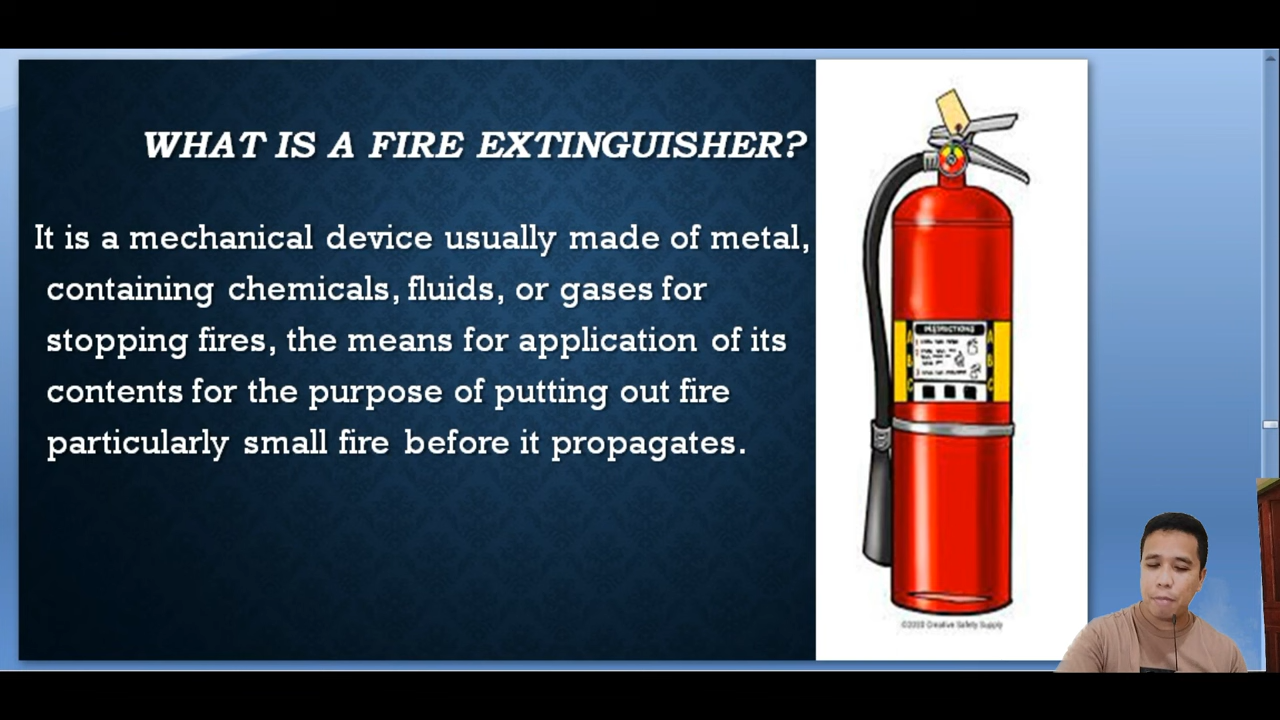 WHAT IS A FIRE EXTINGUISHER?
It is a mechanical device usually made of metal,
containing chemicals, fluids, or gases for
stopping fires, the means for application of its
contents for the purpose of putting out fire
particularly small fire before it propagates.
INSTRUCTIONS
A A
B B
C C
©2020 Creative Safety Supply